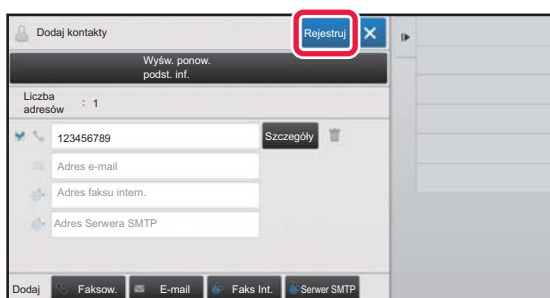 Dodaj kontakty
Rejestruj
Wyśw. ponow.
podst. inf.
Liczba
adresów : 1
123456789
Szczegóły
Adres e-mail
Adres faksu intern.
Adres Serwera SMTP
Dodaj
Faksow.
E-mail
Faks Int.
Serwer SMTP